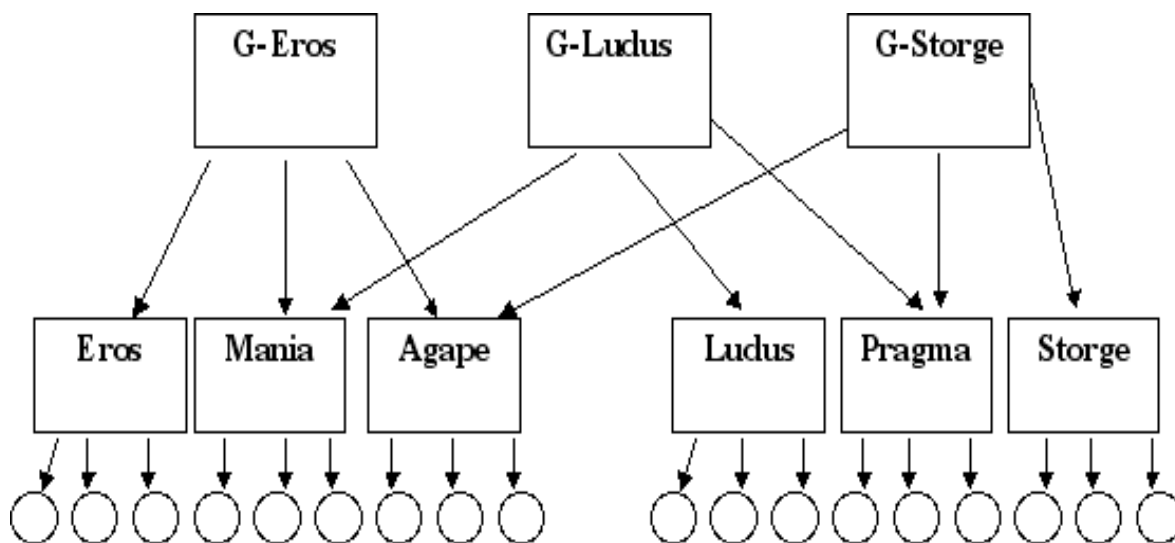 G-Eros
G-Ludus
G-Storge
Eros
Mania
Agape
Ludus
Pragma
Storge